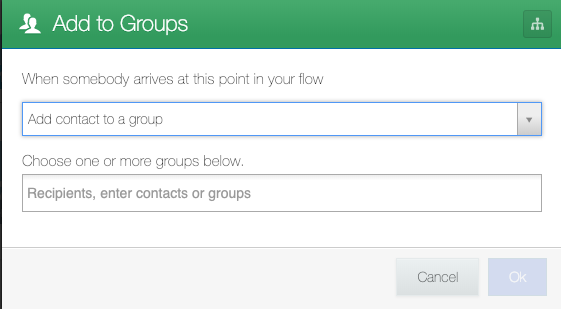 Add to Groups
When somebody arrives at this point in your flow
Add contact to a group
Choose one or more groups below.
Recipients, enter contacts or groups
Cancel
Ok